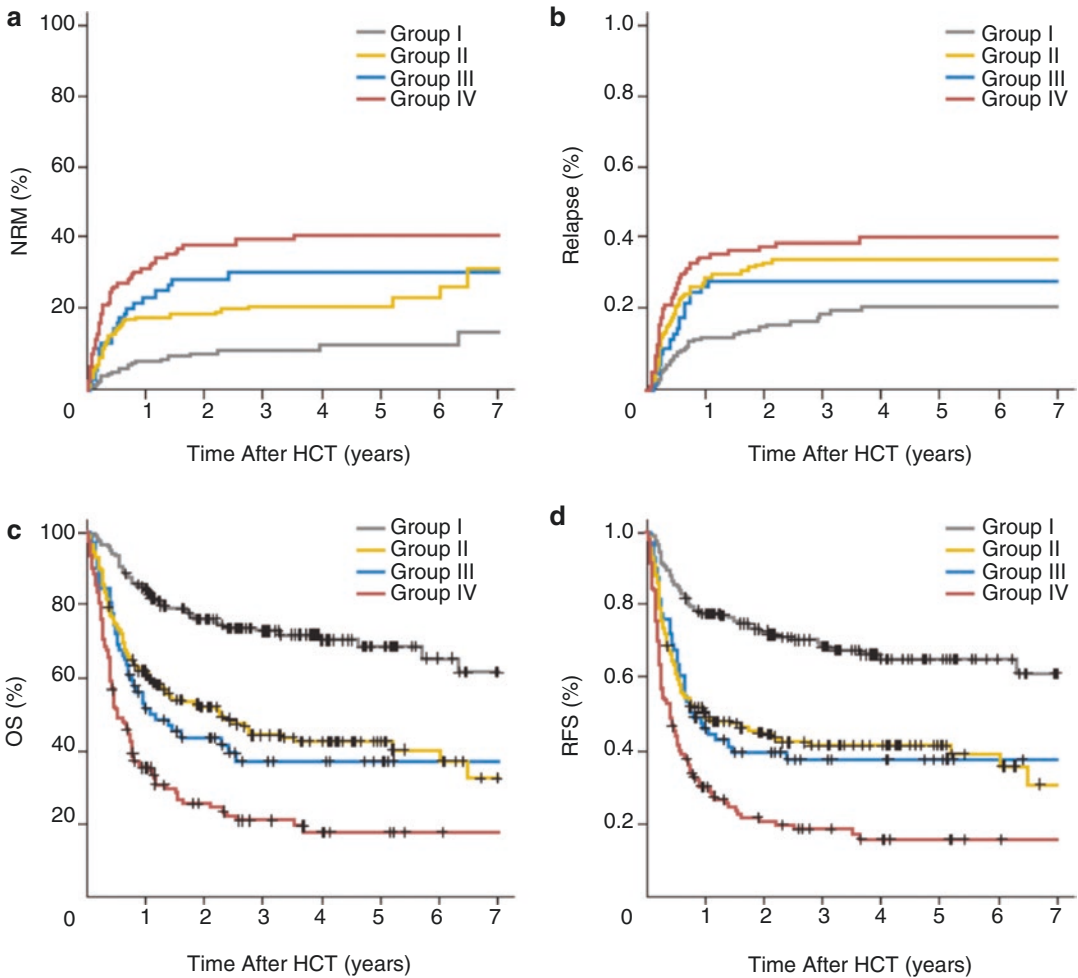 a
100
80
60
40
20
0
NRM (%)
1 2 3 4 5 6 7
Time After HCT (years)
Group I
Group II
Group III
Group IV
b
1.0
0.8
0.6
0.4
0.2
0
Relapse (%)
1 2 3 4 5 6 7
Time After HCT (years)
Group I
Group II
Group III
Group IV
c
100
80
60
40
20
0
OS (%)
1 2 3 4 5 6 7
Time After HCT (years)
Group I
Group II
Group III
Group IV
d
1.0
0.8
0.6
0.4
0.2
0
RFS (%)
1 2 3 4 5 6 7
Time After HCT (years)
Group I
Group II
Group III
Group IV